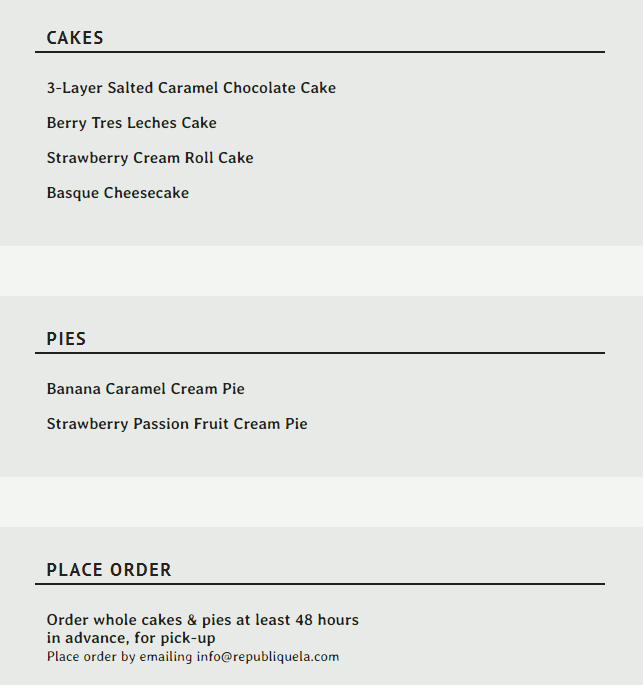 CAKES
3-Layer Salted Caramel Chocolate Cake
Berry Tres Leches Cake
Strawberry Cream Roll Cake
Basque Cheesecake
PIES
Banana Caramel Cream Pie
Strawberry Passion Fruit Cream Pie
PLACE ORDER
Order whole cakes & pies at least 48 hours
in advance, for pick-up
Place order by emailing info@republiquela.com